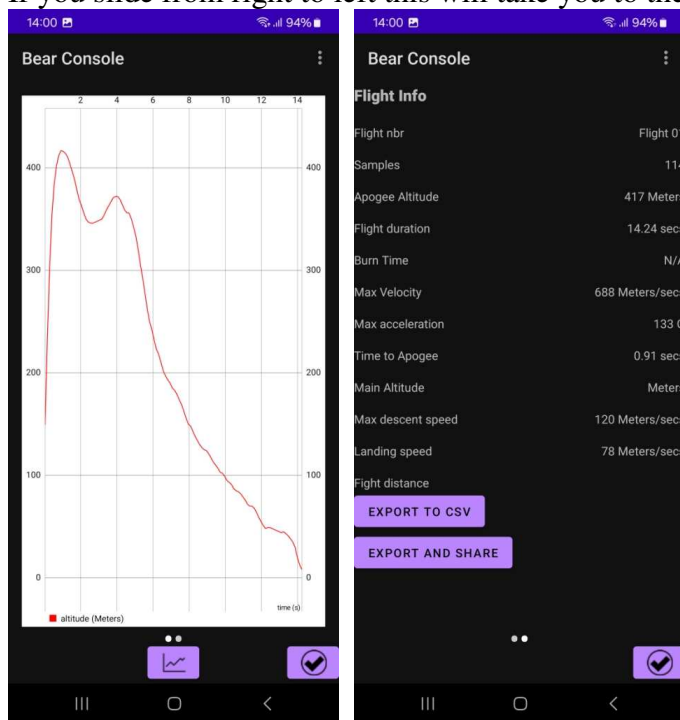 If you slide from right to left this will take you to the
14:00 94%
Bear Console
2 4 6 8 10 12 14
400 400
300 300
200 200
100 100
0 0
time (s)
altitude (Meters)
14:00 94%
Bear Console
Flight Info
Flight nbr Flight 01
Samples 114
Apogee Altitude 417 Meters
Flight duration 14.24 secs
Burn Time N/A
Max Velocity 688 Meters/secs
Max acceleration 133 G
Time to Apogee 0.91 secs
Main Altitude Meters
Max descent speed 120 Meters/secs
Landing speed 78 Meters/secs
Fight distance
EXPORT TO CSV
EXPORT AND SHARE